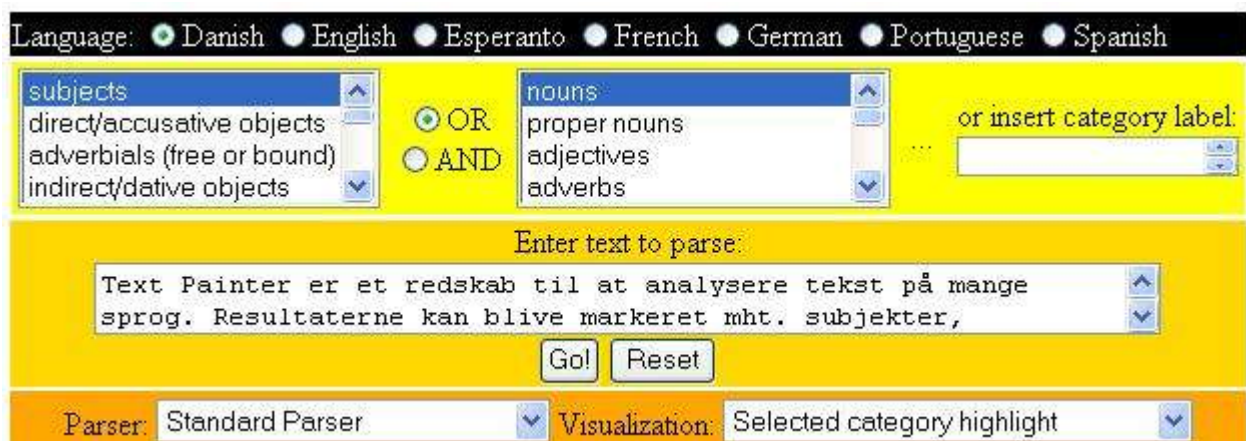 Language: Danish English Esperanto French German Portuguese Spanish
subjects
direct/accusative objects
adverbials (free or bound)
indirect/dative objects
OR
AND
nouns
proper nouns
adjectives
adverbs
...
or insert category label:
Enter text to parse:
Text Painter er et redskab til at analysere tekst på mange
sprog. Resultaterne kan blive markeret mht. subjekter,
Go! Reset
Parser: Standard Parser Visualization: Selected category highlight